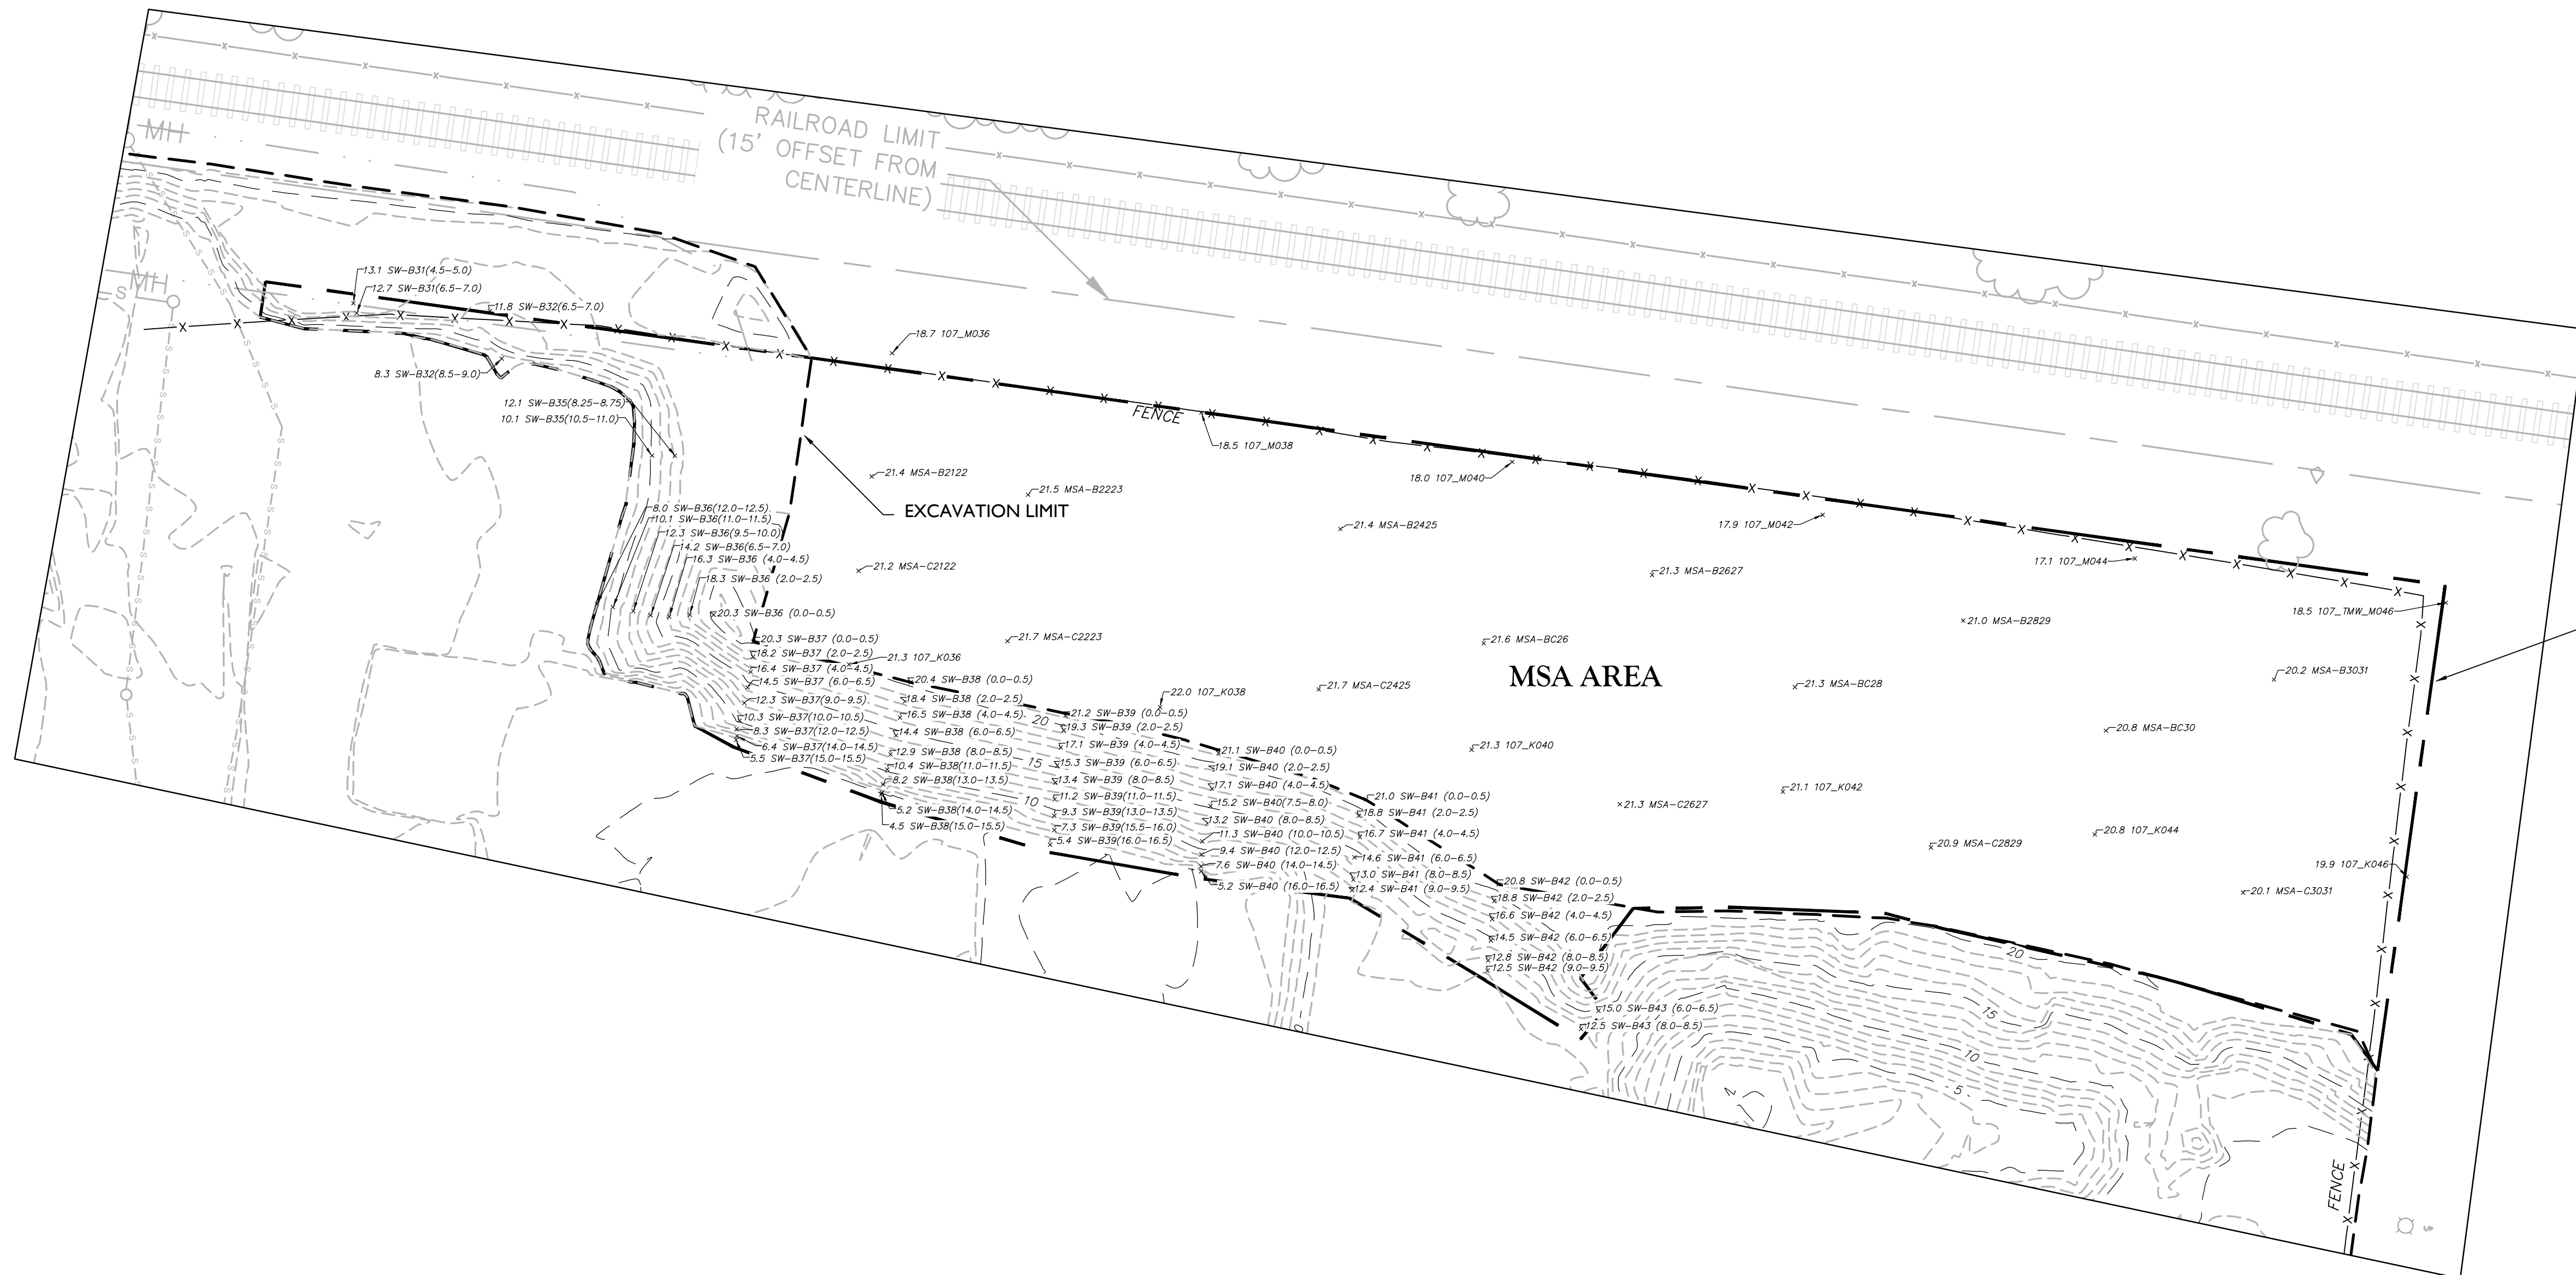 RAILROAD LIMIT
(15' OFFSET FROM
CENTERLINE)
MH
MH
S
13.1 SW-B31(4.5-5.0)
12.7 SW-B31(6.5-7.0)
11.8 SW-B32(6.5-7.0)
8.3 SW-B32(8.5-9.0)
12.1 SW-B35(8.25-8.75)
10.1 SW-B35(10.5-11.0)
18.7 107_M036
FENCE
18.5 107_M038
18.0 107_M040
17.9 107_M042
17.1 107_M044
18.5 107_TMW_M046
21.4 MSA-B2122
21.5 MSA-B2223
EXCAVATION LIMIT
21.4 MSA-B2425
21.2 MSA-C2122
21.3 MSA-B2627
21.0 MSA-B2829
21.7 MSA-C2223
21.6 MSA-BC26
MSA AREA
20.2 MSA-B3031
21.3 107_K036
21.7 MSA-C2425
21.3 MSA-BC28
22.0 107_K038
20.8 MSA-BC30
21.3 107_K040
21.1 107_K042
21.3 MSA-C2627
20.8 107_K044
20.9 MSA-C2829
19.9 107_K046
20.1 MSA-C3031
8.0 SW-B36(12.0-12.5)
10.1 SW-B36(11.0-11.5)
12.3 SW-B36(9.5-10.0)
14.2 SW-B36(6.5-7.0)
16.3 SW-B36 (4.0-4.5)
18.3 SW-B36 (2.0-2.5)
20.3 SW-B36 (0.0-0.5)
20.3 SW-B37 (0.0-0.5)
18.2 SW-B37 (2.0-2.5)
16.4 SW-B37 (4.0-4.5)
14.5 SW-B37 (6.0-6.5)
12.3 SW-B37 (9.0-9.5)
10.3 SW-B37(10.0-10.5)
8.3 SW-B37(12.0-12.5)
6.4 SW-B37(14.0-14.5)
5.5 SW-B37(15.0-15.5)
20.4 SW-B38 (0.0-0.5)
18.4 SW-B38 (2.0-2.5)
16.5 SW-B38 (4.0-4.5)
14.4 SW-B38 (6.0-6.5)
12.9 SW-B38 (8.0-8.5)
10.4 SW-B38(11.0-11.5)
8.2 SW-B38(13.0-13.5)
5.2 SW-B38(14.0-14.5)
4.5 SW-B38(15.0-15.5)
20
15
10
21.2 SW-B39 (0.0-0.5)
19.3 SW-B39 (2.0-2.5)
17.1 SW-B39 (4.0-4.5)
15.3 SW-B39 (6.0-6.5)
13.4 SW-B39 (8.0-8.5)
11.2 SW-B39(11.0-11.5)
9.3 SW-B39(13.0-13.5)
7.3 SW-B39(15.5-16.0)
5.4 SW-B39(16.0-16.5)
21.1 SW-B40 (0.0-0.5)
19.1 SW-B40 (2.0-2.5)
17.1 SW-B40 (4.0-4.5)
15.2 SW-B40(7.5-8.0)
13.2 SW-B40 (8.0-8.5)
11.3 SW-B40 (10.0-10.5)
9.4 SW-B40 (12.0-12.5)
7.6 SW-B40 (14.0-14.5)
5.2 SW-B40 (16.0-16.5)
21.0 SW-B41 (0.0-0.5)
18.8 SW-B41 (2.0-2.5)
16.7 SW-B41 (4.0-4.5)
14.6 SW-B41 (6.0-6.5)
13.0 SW-B41 (8.0-8.5)
12.4 SW-B41 (9.0-9.5)
20.8 SW-B42 (0.0-0.5)
18.8 SW-B42 (2.0-2.5)
16.6 SW-B42 (4.0-4.5)
14.5 SW-B42 (6.0-6.5)
12.8 SW-B42 (8.0-8.5)
12.5 SW-B42 (9.0-9.5)
15.0 SW-B43 (6.0-6.5)
12.5 SW-B43 (8.0-8.5)
20
15
10
5
FENCE